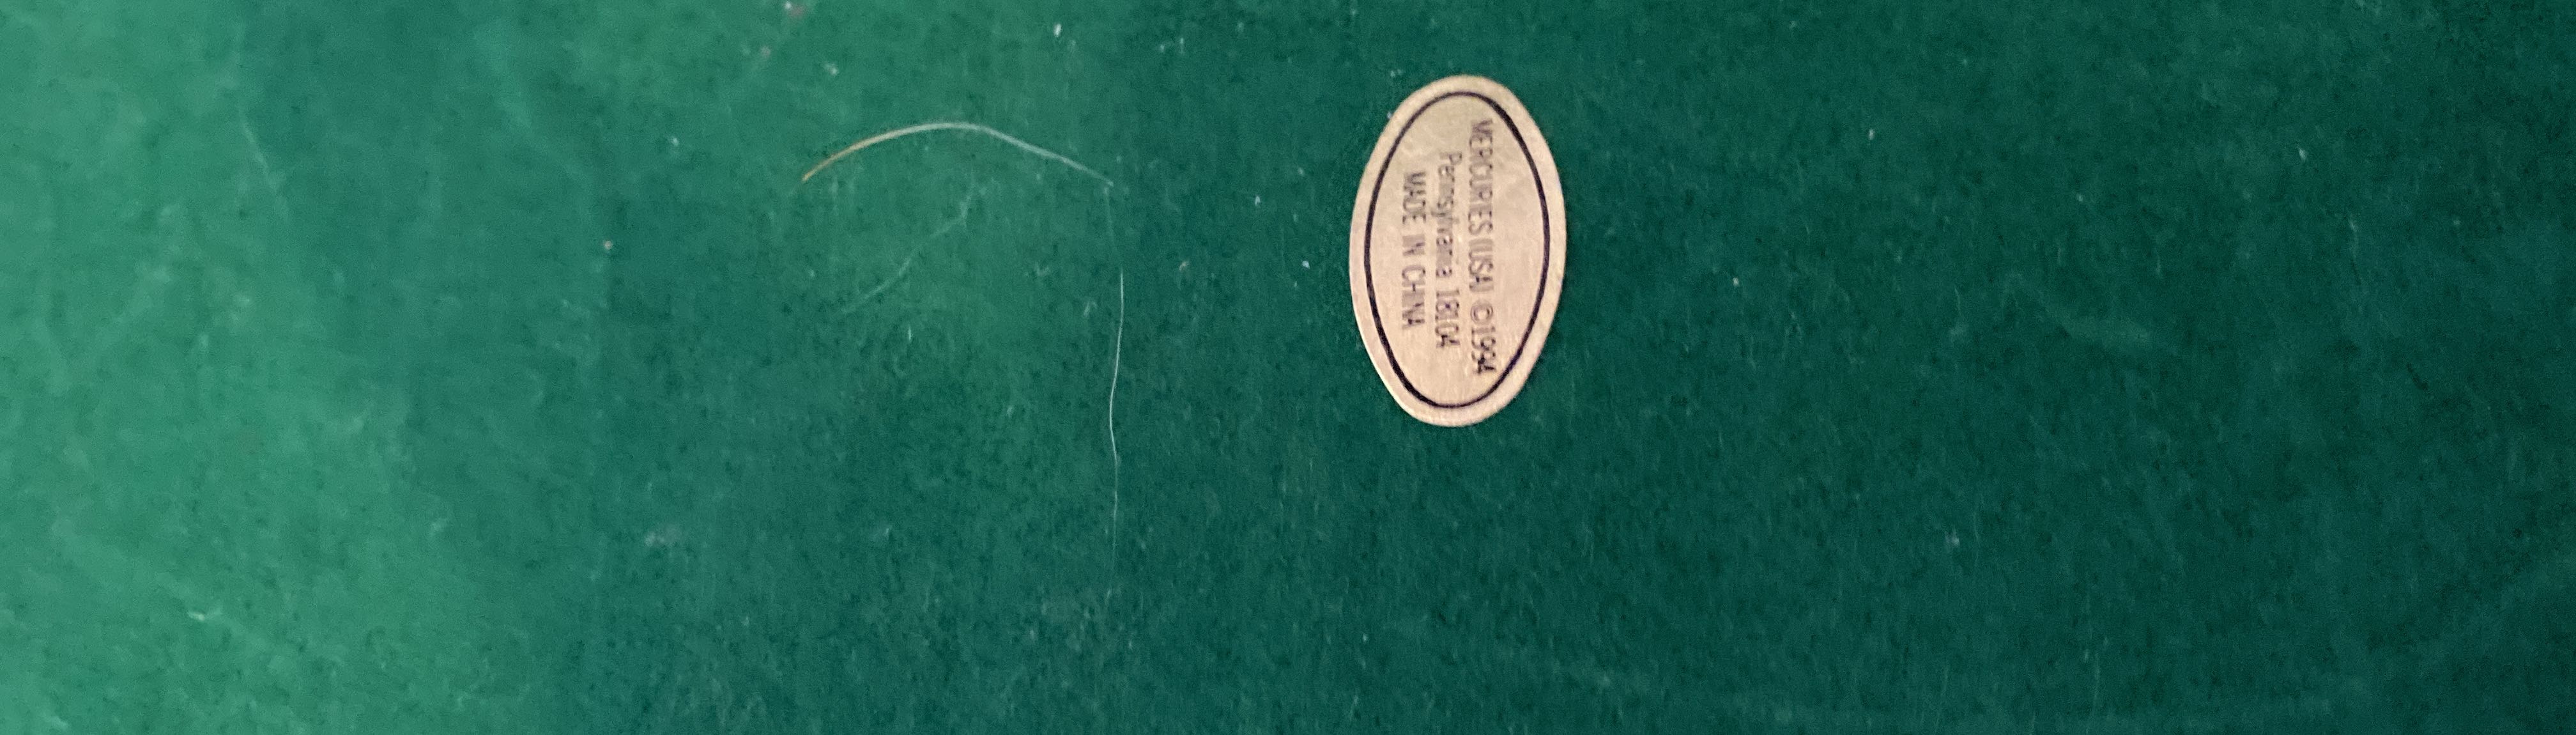 MERCURIES (USA) ©1994
Pennsylvania 18104
MADE IN CHINA